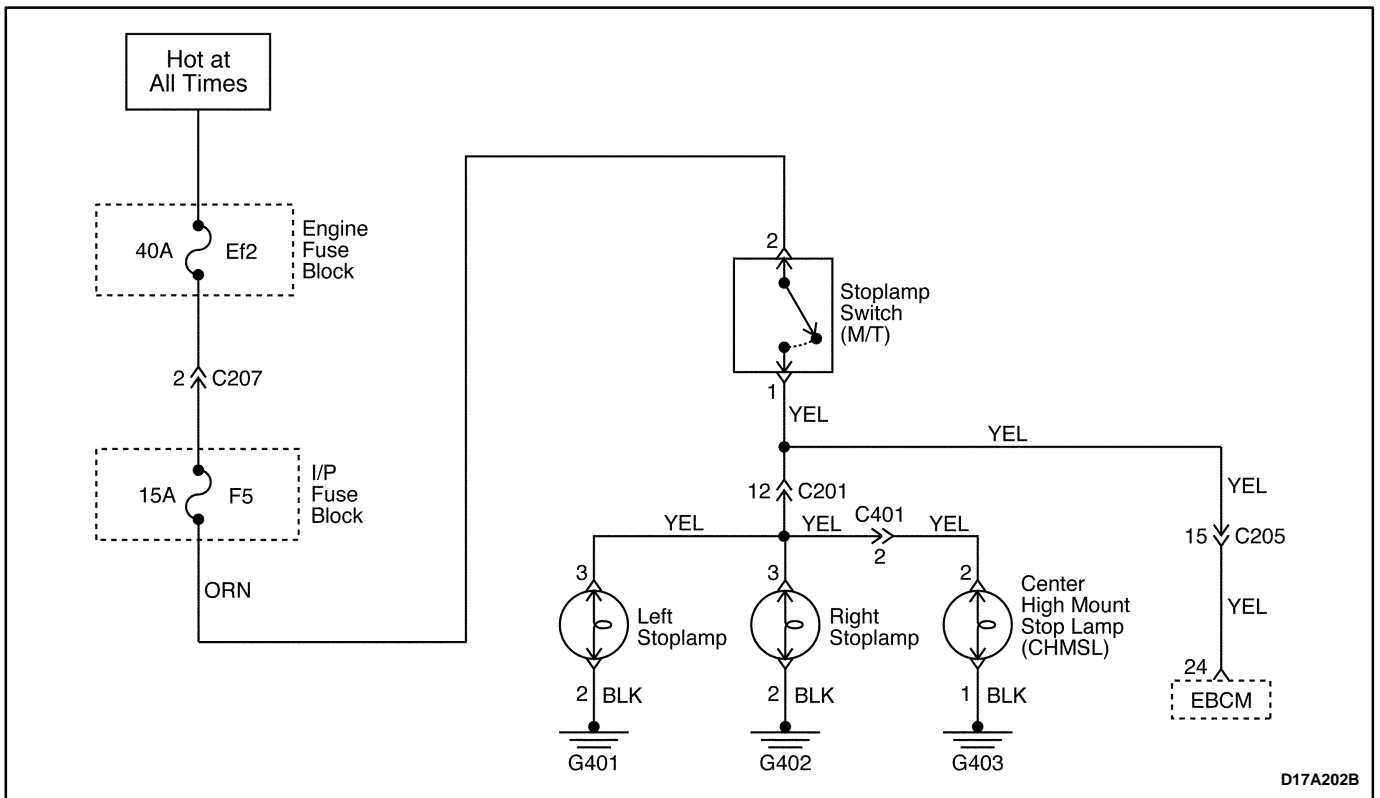 Hot at
All Times
40A
Ef2
Engine
Fuse
Block
2
C207
15A
F5
I/P
Fuse
Block
ORN
2
Stoplamp
Switch
(M/T)
1
YEL
YEL
12
C201
YEL
15
C205
YEL
YEL
C401
YEL
2
YEL
3
3
2
Left
Stoplamp
Right
Stoplamp
Center
High Mount
Stop Lamp
(CHMSL)
2
BLK
2
BLK
1
BLK
24
EBCM
G401
G402
G403
D17A202B